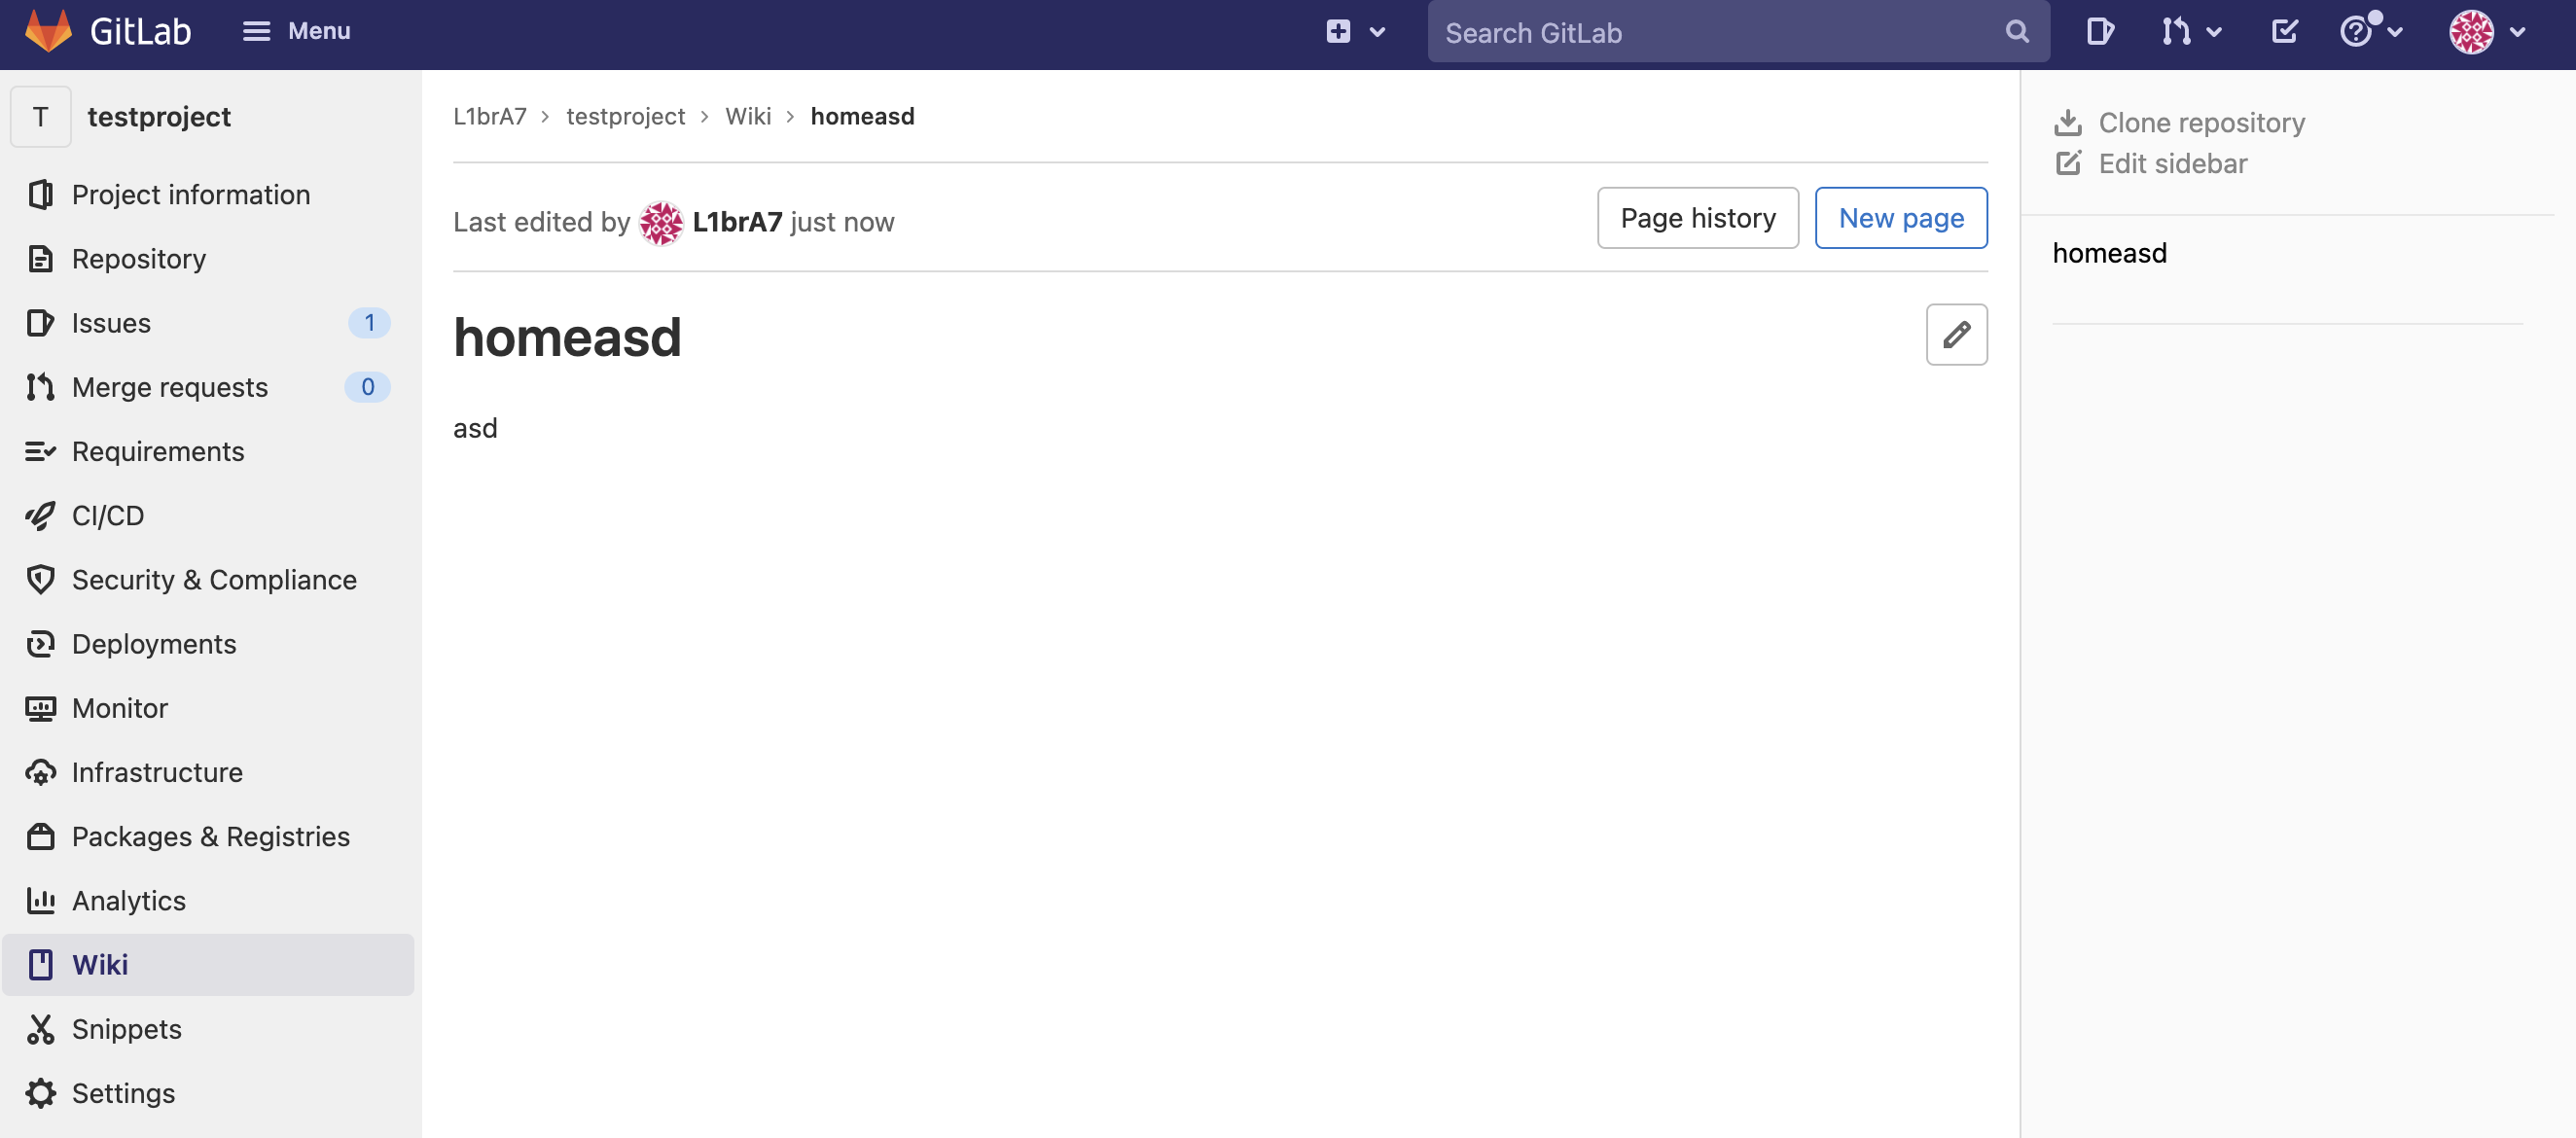 GitLab Menu Search GitLab
T testproject
Project information
Repository
Issues 1
Merge requests 0
Requirements
CI/CD
Security & Compliance
Deployments
Monitor
Infrastructure
Packages & Registries
Analytics
Wiki
Snippets
Settings
L1brA7 › testproject › Wiki › homeasd
Last edited by L1brA7 just now
Page history New page
homeasd
asd
Clone repository
Edit sidebar
homeasd